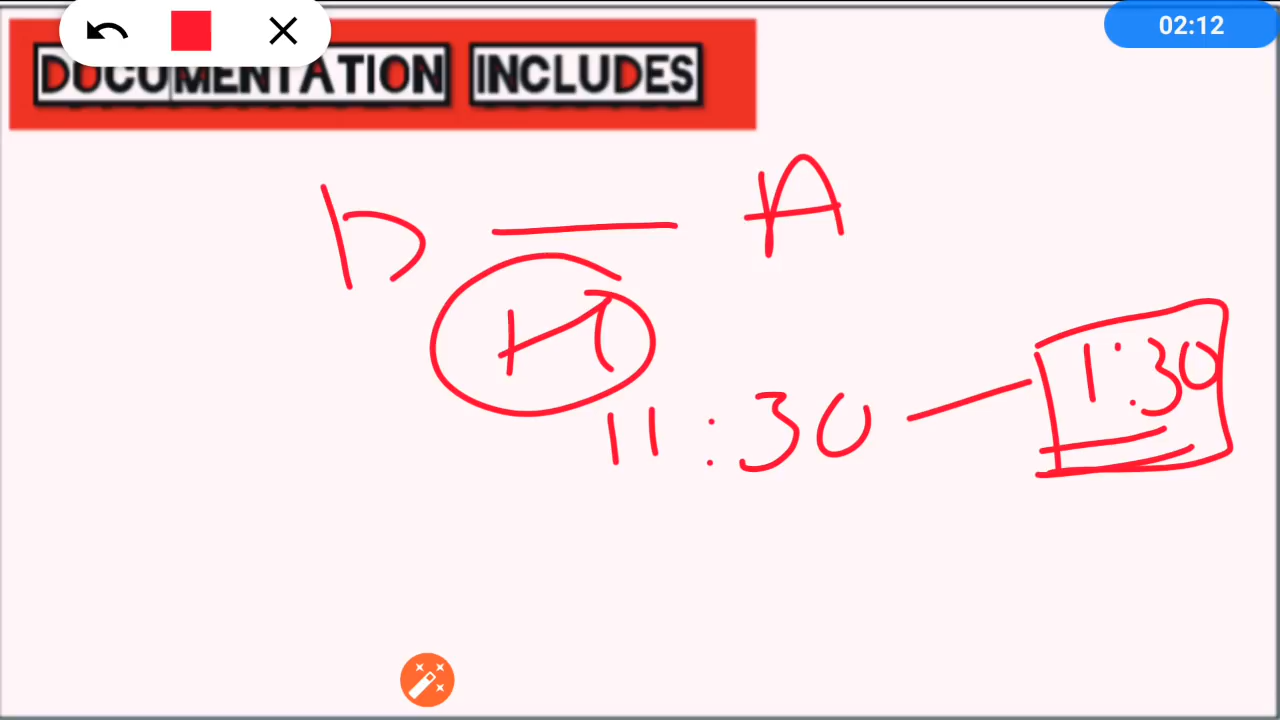 02:12
DOCUMENTATION INCLUDES
D — A
H
11:30 — 1:30